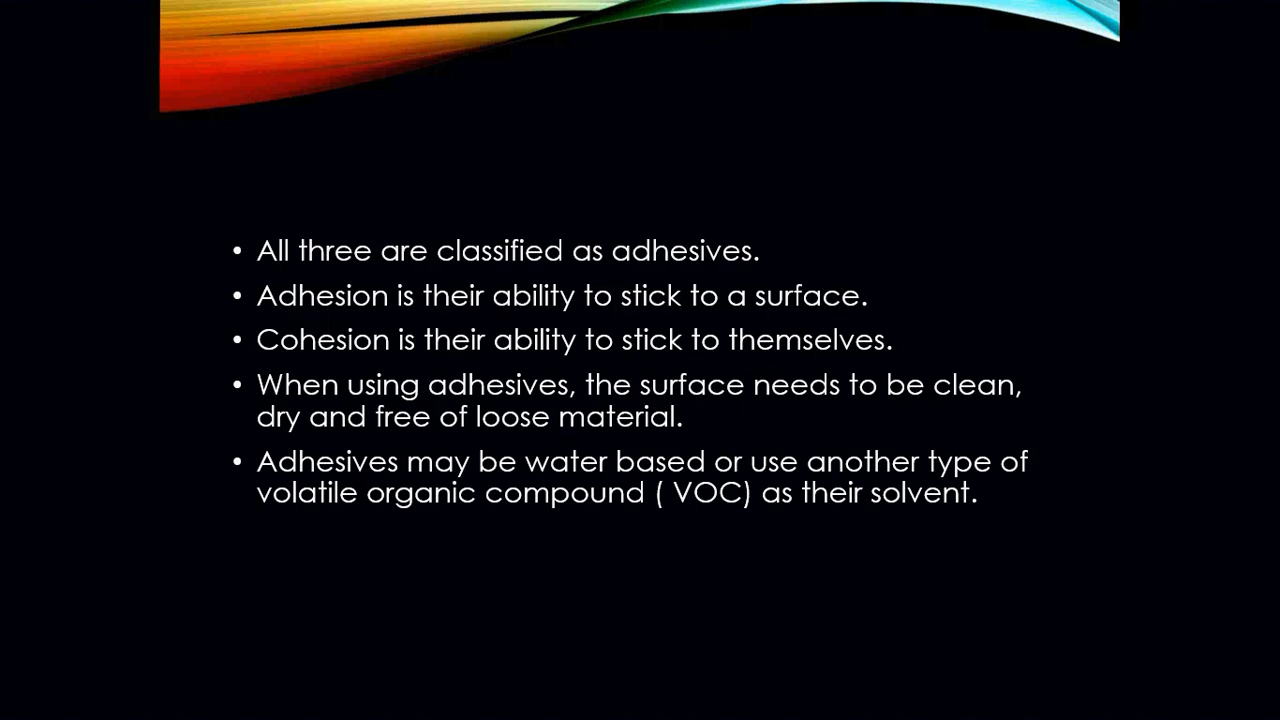 • All three are classified as adhesives.
• Adhesion is their ability to stick to a surface.
• Cohesion is their ability to stick to themselves.
• When using adhesives, the surface needs to be clean,
dry and free of loose material.
• Adhesives may be water based or use another type of
volatile organic compound ( VOC) as their solvent.